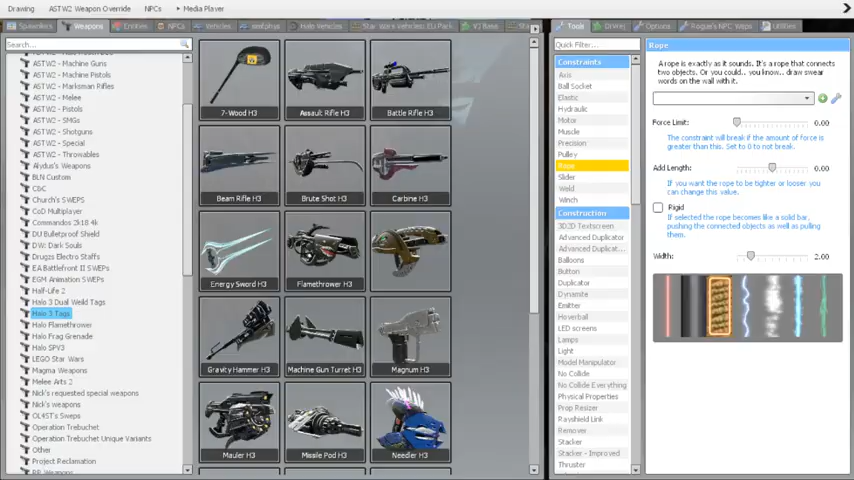 Drawing ASTW2 Weapon Override NPCs Media Player
Spawnlists Weapons Entities NPCs Vehicles Halo Vehicles Star Wars Vehicles: EU Pack VJ Base
Search...
ASTW2 - Machine Guns
ASTW2 - Machine Pistols
ASTW2 - Marksman Rifles
ASTW2 - Melee
ASTW2 - Pistols
ASTW2 - SMGs
ASTW2 - Shotguns
ASTW2 - Special
ASTW2 - Throwables
Alydus's Weapons
BLN Custom
C&C
Church's SWEPS
CoD Multiplayer
Commandos 2k18 4k
DU Bulletproof Shield
DW: Dark Souls
Drugzs Electro Staffs
EA Battlefront II SWEPs
EGM Animation SWEPs
Half-Life 2
Halo 3 Dual Weild Tags
Halo 3 Tags
Halo Flamethrower
Halo Frag Grenade
Halo SPV3
LEGO Star Wars
Magma Weapons
Melee Arts 2
Nick's requested special weapons
Nick's weapons
OL4ST's Sweps
Operation Trebuchet
Operation Trebuchet Unique Variants
Other
Project Reclamation
7-Wood H3
Assault Rifle H3
Battle Rifle H3
Beam Rifle H3
Brute Shot H3
Carbine H3
Energy Sword H3
Flamethrower H3
Gravity Hammer H3
Machine Gun Turret H3
Magnum H3
Mauler H3
Missile Pod H3
Needler H3
Tools Options Rogue's NPC Weps Utilities
Quick Filter...
Constraints
Axis
Ball Socket
Elastic
Hydraulic
Motor
Muscle
Precision
Pulley
Rope
Slider
Weld
Winch
Construction
3D2D Textscreen
Advanced Duplicator
Advanced Duplicat...
Balloons
Button
Duplicator
Dynamite
Emitter
Hoverball
LED screens
Lamps
Light
Model Manipulator
No Collide
No Collide Everything
Physical Properties
Prop Resizer
Rayshield Link
Remover
Stacker
Stacker - Improved
Thruster
Rope
A rope is exactly as it sounds. It's a rope that connects
two objects. Or you could.. you know.. draw swear
words on the wall with it.
Force Limit: 0.00
The constraint will break if the amount of force is
greater than this. Set to 0 to not break.
Add Length: 0.00
If you want the rope to be tighter or looser you
can change this value.
Rigid
If selected the rope becomes like a solid bar,
pushing the connected objects as well as pulling
them.
Width: 2.00